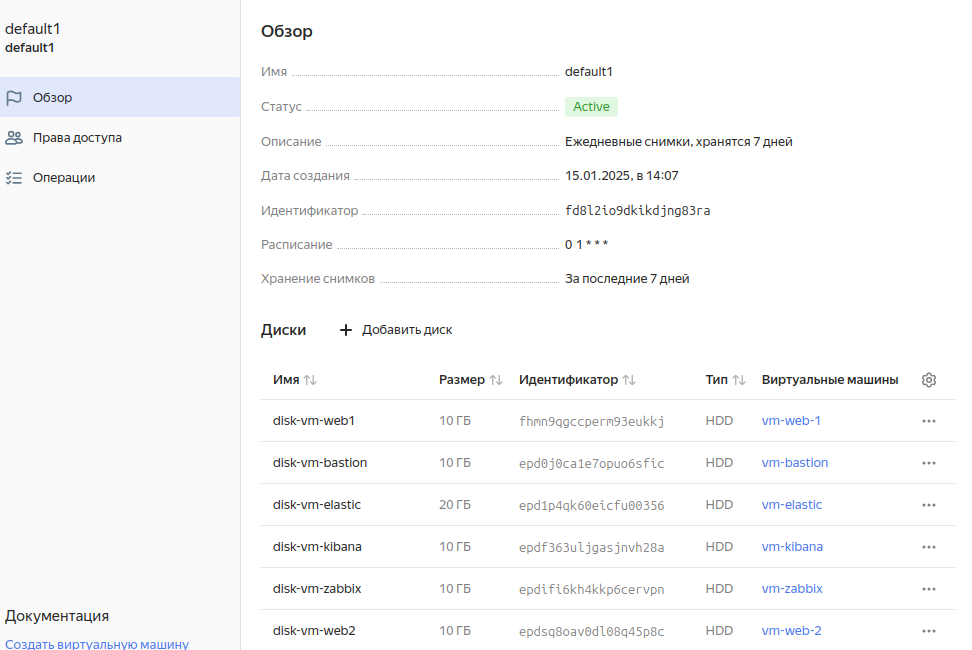 default1
default1
Обзор
Права доступа
Операции
Документация
Создать виртуальную машину
Обзор
Имя default1
Статус Active
Описание Ежедневные снимки, хранятся 7 дней
Дата создания 15.01.2025, в 14:07
Идентификатор fd8l2io9dkikdjng83ra
Расписание 0 1 * * *
Хранение снимков За последние 7 дней
Диски + Добавить диск
Имя Размер Идентификатор Тип Виртуальные машины
disk-vm-web1 10 ГБ fhmn9qgccperm93eukkj HDD vm-web-1
disk-vm-bastion 10 ГБ epd0j0ca1e7opuo6sfic HDD vm-bastion
disk-vm-elastic 20 ГБ epd1p4qk60eicfu00356 HDD vm-elastic
disk-vm-kibana 10 ГБ epdf363uljgasjnvh28a HDD vm-kibana
disk-vm-zabbix 10 ГБ epdifi6kh4kkp6cervpn HDD vm-zabbix
disk-vm-web2 10 ГБ epdsq8oav0dl08q45p8c HDD vm-web-2